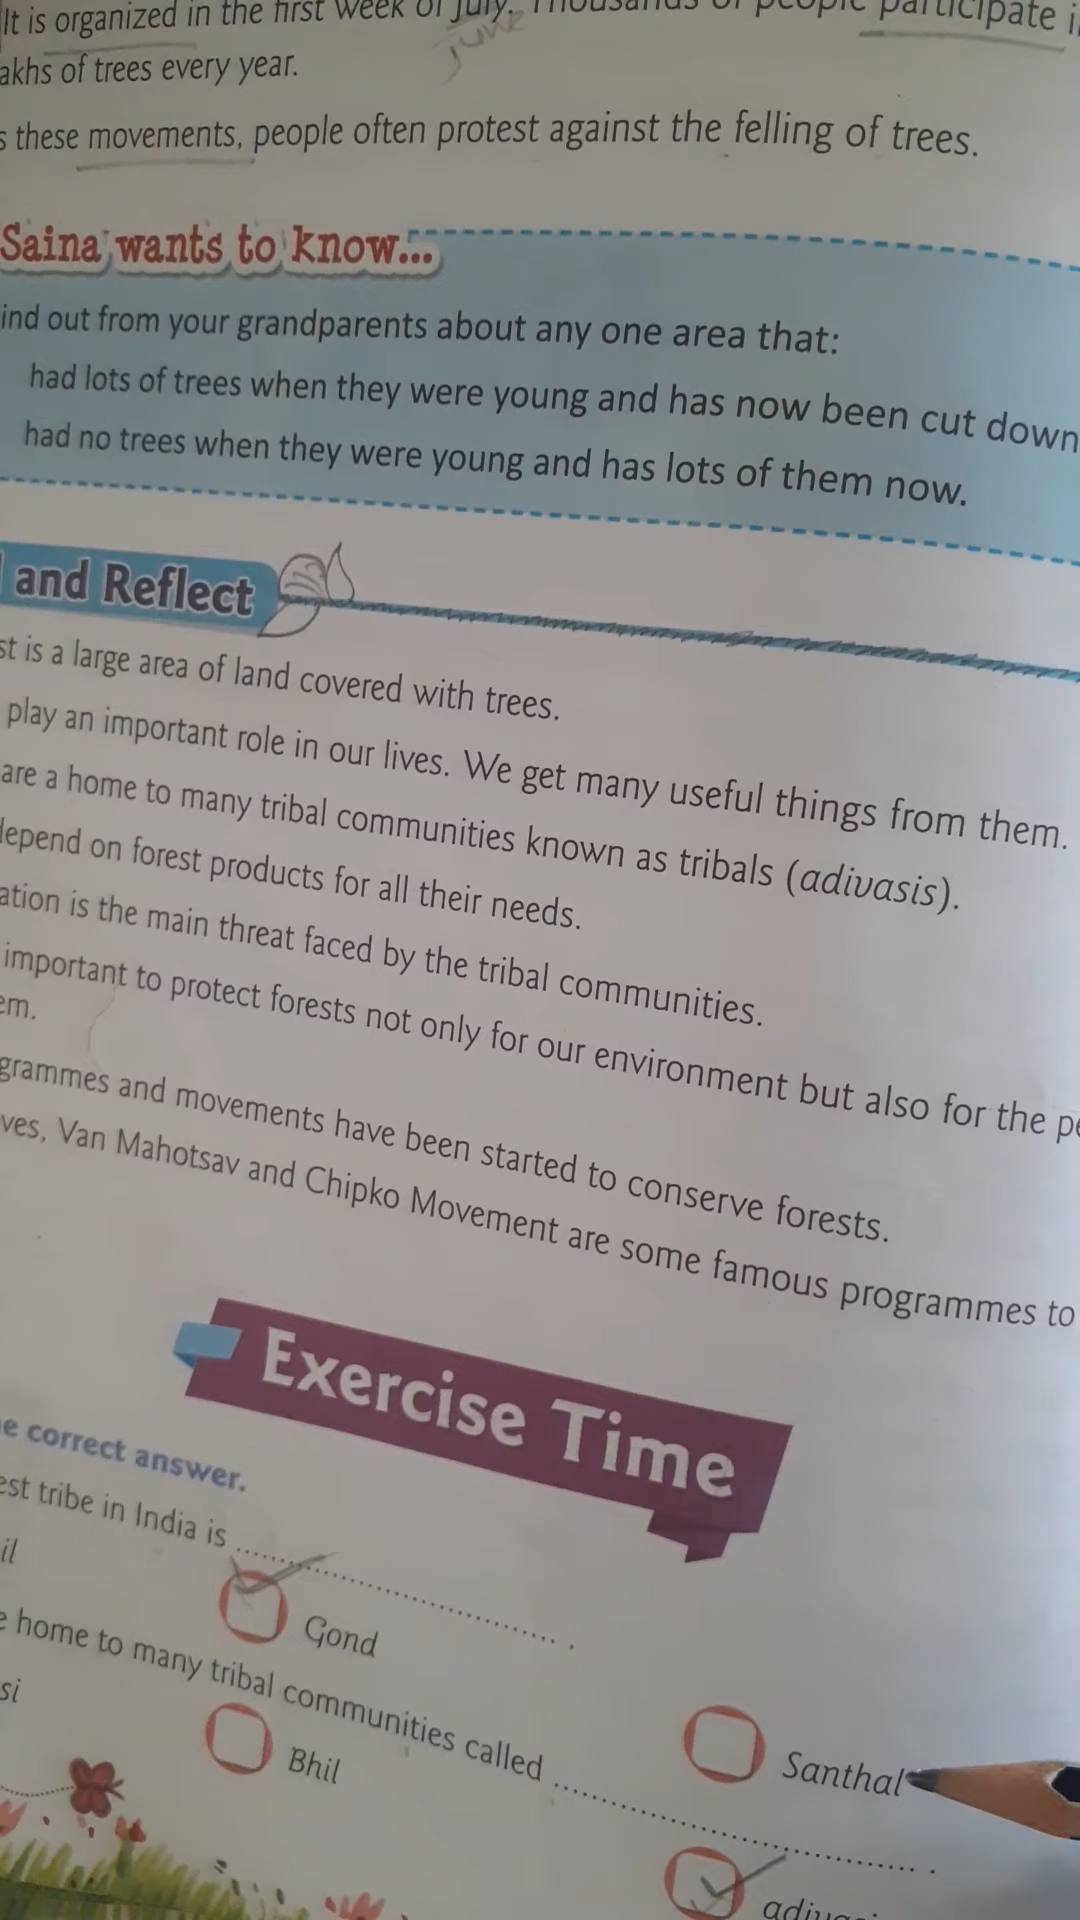 It is organized in the first week of July. Thousands of people participate i
june
akhs of trees every year.
s these movements, people often protest against the felling of trees.
Saina wants to know...
ind out from your grandparents about any one area that:
had lots of trees when they were young and has now been cut down
had no trees when they were young and has lots of them now.
and Reflect
st is a large area of land covered with trees.
play an important role in our lives. We get many useful things from them.
are a home to many tribal communities known as tribals (adivasis).
depend on forest products for all their needs.
ation is the main threat faced by the tribal communities.
important to protect forests not only for our environment but also for the pe
em.
grammes and movements have been started to conserve forests.
ves, Van Mahotsav and Chipko Movement are some famous programmes to
Exercise Time
e correct answer.
est tribe in India is ..............................
il Gond Santhal
e home to many tribal communities called ..............................
si Bhil adivasi